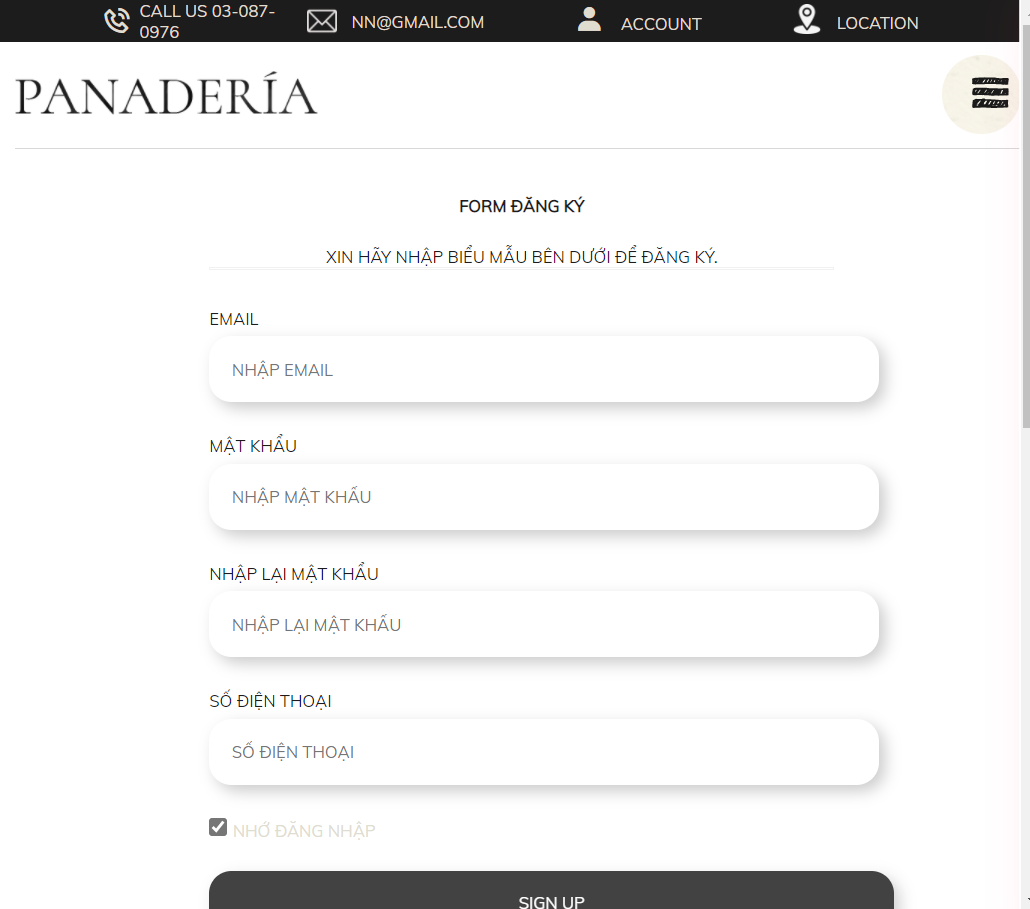 CALL US 03-087-
0976
NN@GMAIL.COM
ACCOUNT
LOCATION
PANADERÍA
FORM ĐĂNG KÝ
XIN HÃY NHẬP BIỂU MẪU BÊN DƯỚI ĐỂ ĐĂNG KÝ.
EMAIL
NHẬP EMAIL
MẬT KHẨU
NHẬP MẬT KHẨU
NHẬP LẠI MẬT KHẨU
NHẬP LẠI MẬT KHẨU
SỐ ĐIỆN THOẠI
SỐ ĐIỆN THOẠI
NHỚ ĐĂNG NHẬP
SIGN UP